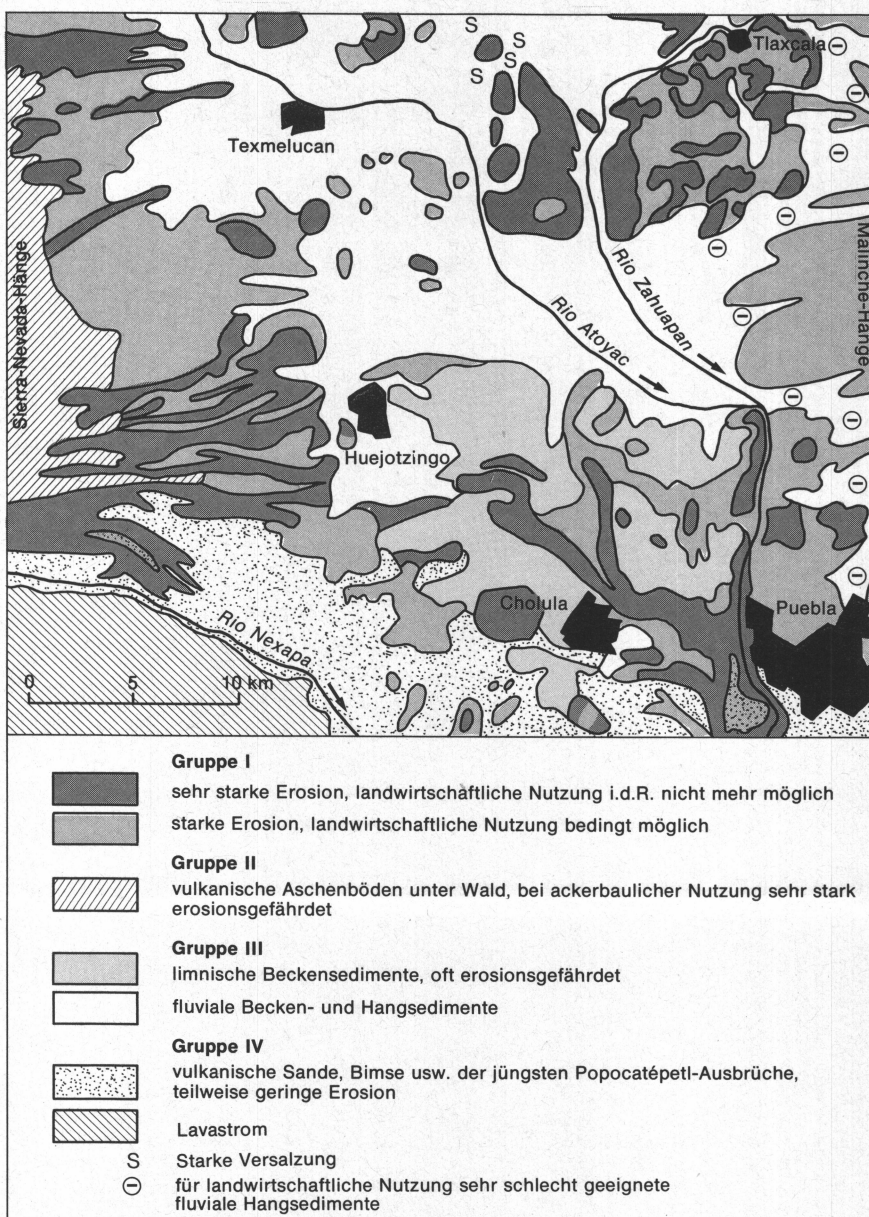 S
S
S
S
Tlaxcala
Texmelucan
Sierra-Nevada-Hänge
Malinche-Hänge
Rio Zahuapan
Rio Atoyac
Huejotzingo
Cholula
Puebla
Rio Nexapa
0 5 10 km
Gruppe I
sehr starke Erosion, landwirtschaftliche Nutzung i.d.R. nicht mehr möglich
starke Erosion, landwirtschaftliche Nutzung bedingt möglich
Gruppe II
vulkanische Aschenböden unter Wald, bei ackerbaulicher Nutzung sehr stark
erosionsgefährdet
Gruppe III
limnische Beckensedimente, oft erosionsgefährdet
fluviale Becken- und Hangsedimente
Gruppe IV
vulkanische Sande, Bimse usw. der jüngsten Popocatépetl-Ausbrüche,
teilweise geringe Erosion
Lavastrom
S Starke Versalzung
für landwirtschaftliche Nutzung sehr schlecht geeignete
fluviale Hangsedimente